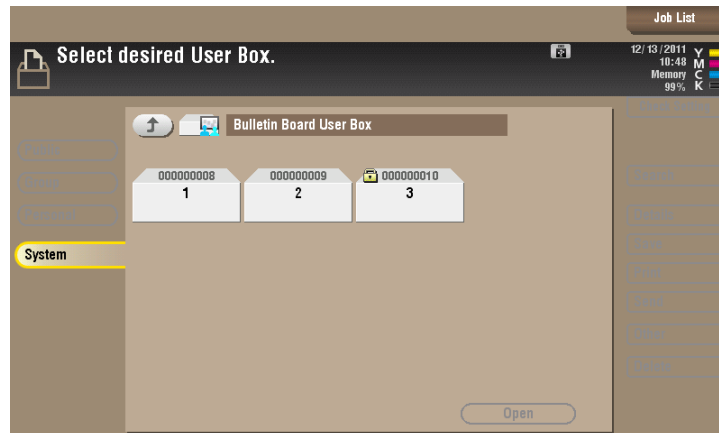 Job List
Select desired User Box.
12/13/2011
10:48
Memory
99%
Y
M
C
K
Bulletin Board User Box
000000008
1
000000009
2
000000010
3
System
Open